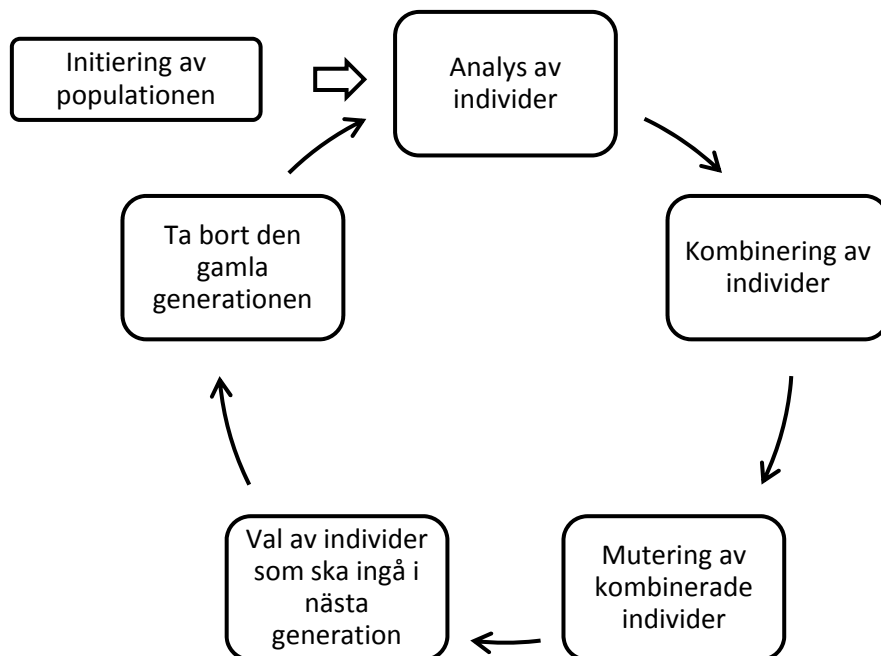 Initiering av
populationen
Analys av
individer
Kombinering av
individer
Mutering av
kombinerade
individer
Val av individer
som ska ingå i
nästa
generation
Ta bort den
gamla
generationen